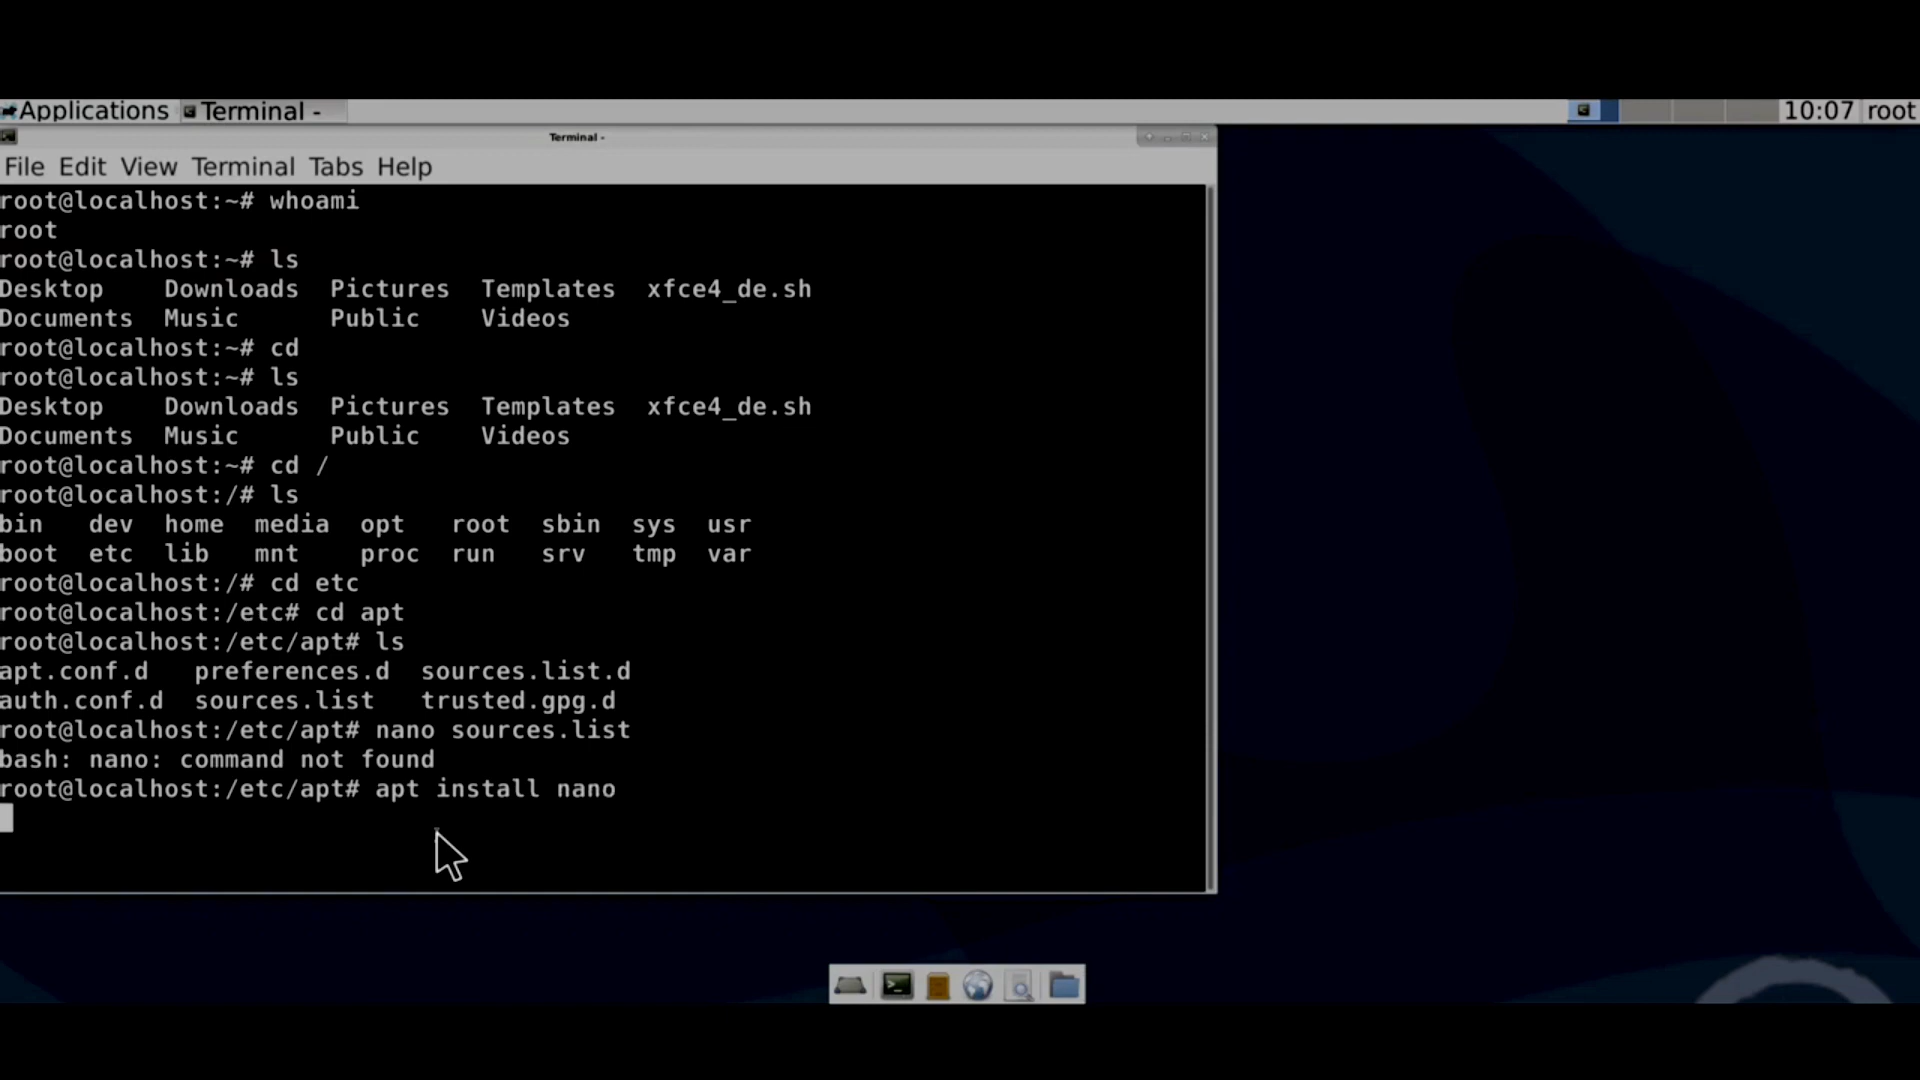 Applications Terminal - 10:07 root
Terminal -
File Edit View Terminal Tabs Help
root@localhost:~# whoami
root
root@localhost:~# ls
Desktop Downloads Pictures Templates xfce4_de.sh
Documents Music Public Videos
root@localhost:~# cd
root@localhost:~# ls
Desktop Downloads Pictures Templates xfce4_de.sh
Documents Music Public Videos
root@localhost:~# cd /
root@localhost:/# ls
bin dev home media opt root sbin sys usr
boot etc lib mnt proc run srv tmp var
root@localhost:/# cd etc
root@localhost:/etc# cd apt
root@localhost:/etc/apt# ls
apt.conf.d preferences.d sources.list.d
auth.conf.d sources.list trusted.gpg.d
root@localhost:/etc/apt# nano sources.list
bash: nano: command not found
root@localhost:/etc/apt# apt install nano